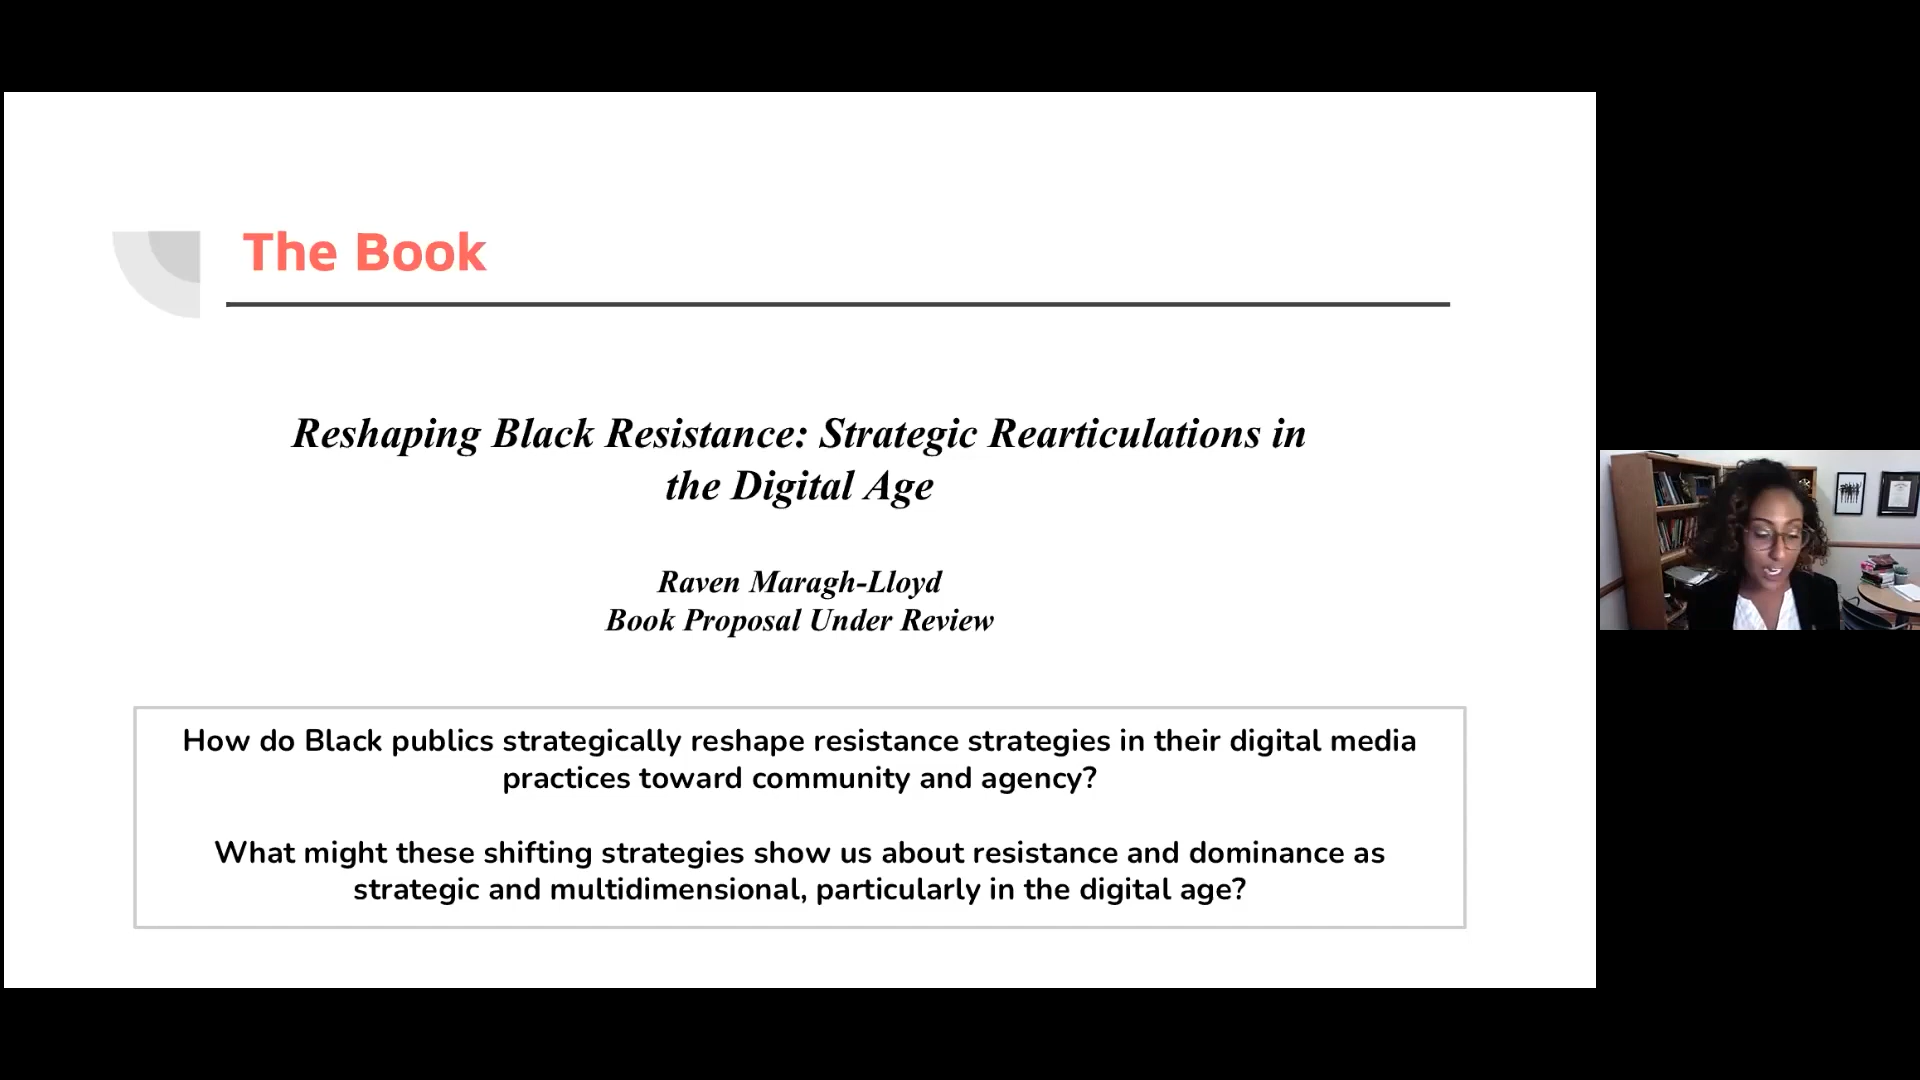 The Book
Reshaping Black Resistance: Strategic Rearticulations in
the Digital Age
Raven Maragh-Lloyd
Book Proposal Under Review
How do Black publics strategically reshape resistance strategies in their digital media
practices toward community and agency?
What might these shifting strategies show us about resistance and dominance as
strategic and multidimensional, particularly in the digital age?